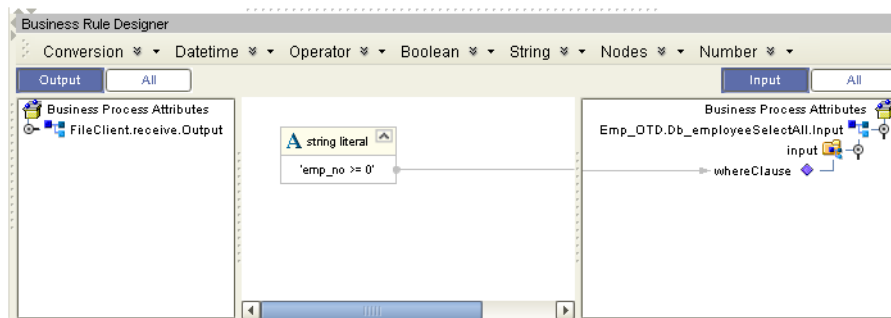 Business Rule Designer
Conversion Datetime Operator Boolean String Nodes Number
Output All Input All
Business Process Attributes
FileClient.receive.Output
A string literal
'emp_no >= 0'
Business Process Attributes
Emp_OTD.Db_employeeSelectAll.Input
input
whereClause